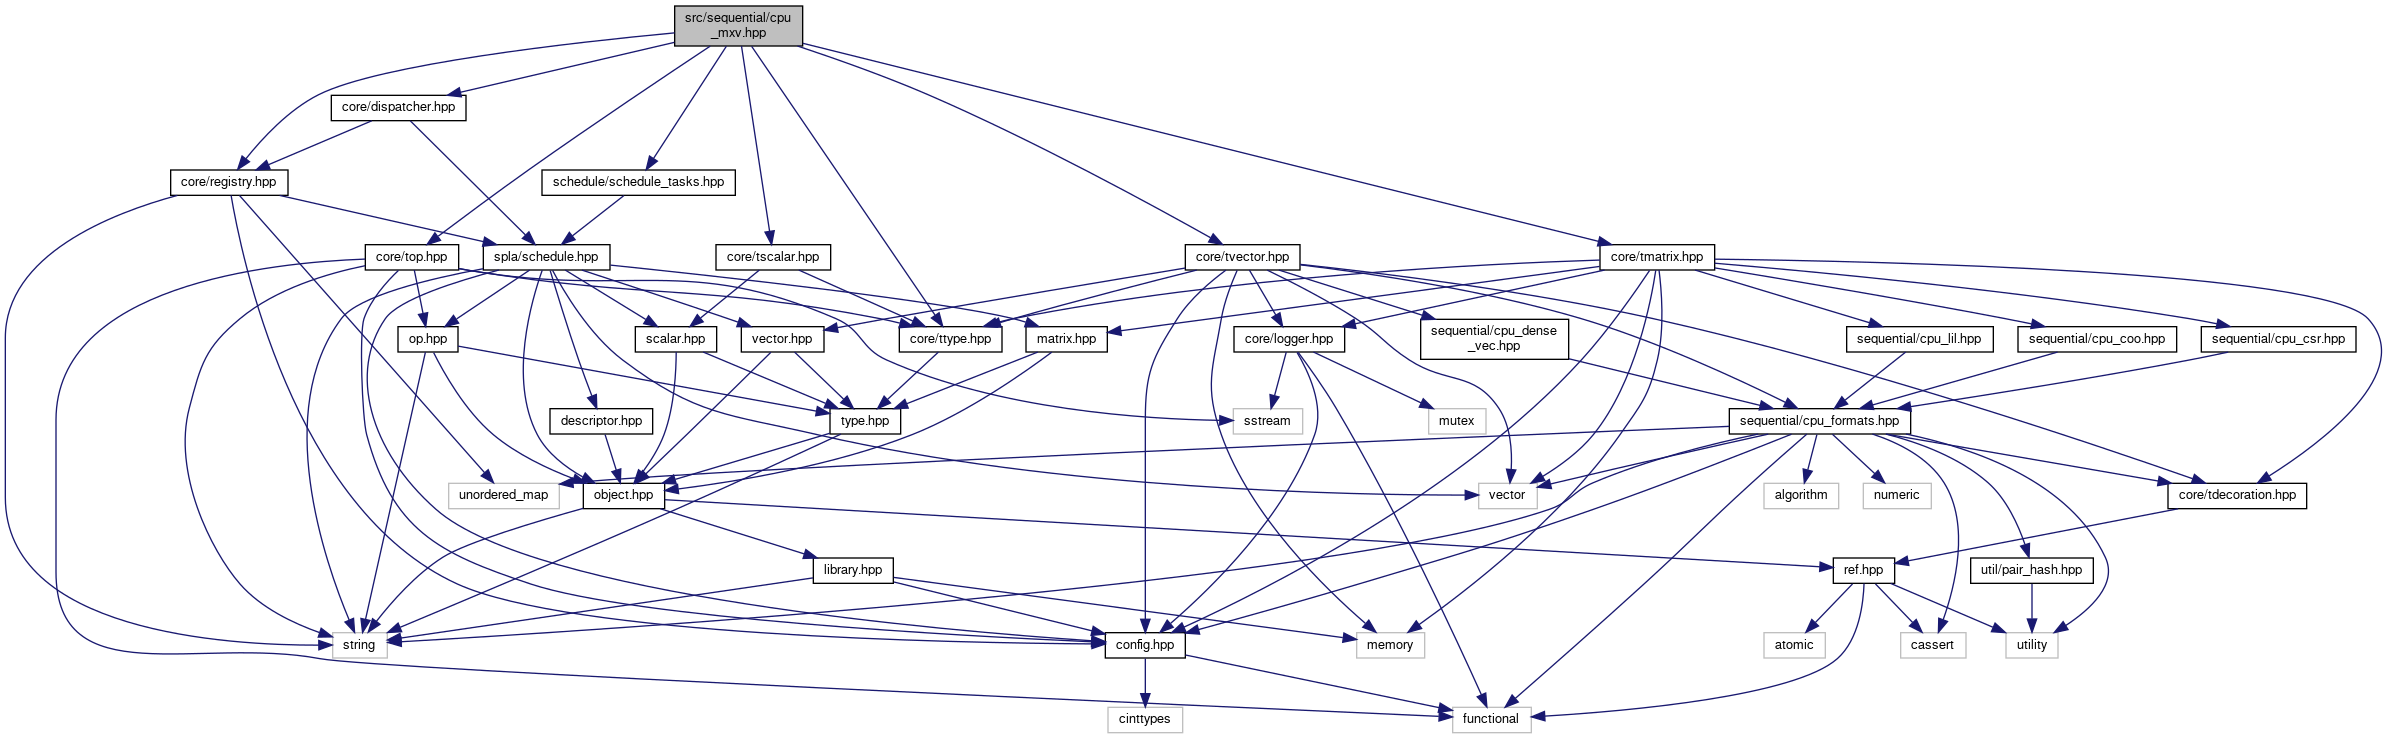 src/sequential/cpu
_mxv.hpp
core/dispatcher.hpp
core/registry.hpp
schedule/schedule_tasks.hpp
core/top.hpp
spla/schedule.hpp
core/tscalar.hpp
core/tvector.hpp
core/tmatrix.hpp
op.hpp
scalar.hpp
vector.hpp
core/ttype.hpp
matrix.hpp
core/logger.hpp
sequential/cpu_dense
_vec.hpp
sequential/cpu_lil.hpp
sequential/cpu_coo.hpp
sequential/cpu_csr.hpp
descriptor.hpp
type.hpp
sstream
mutex
sequential/cpu_formats.hpp
unordered_map
object.hpp
vector
algorithm
numeric
core/tdecoration.hpp
library.hpp
ref.hpp
util/pair_hash.hpp
string
config.hpp
memory
atomic
cassert
utility
cinttypes
functional